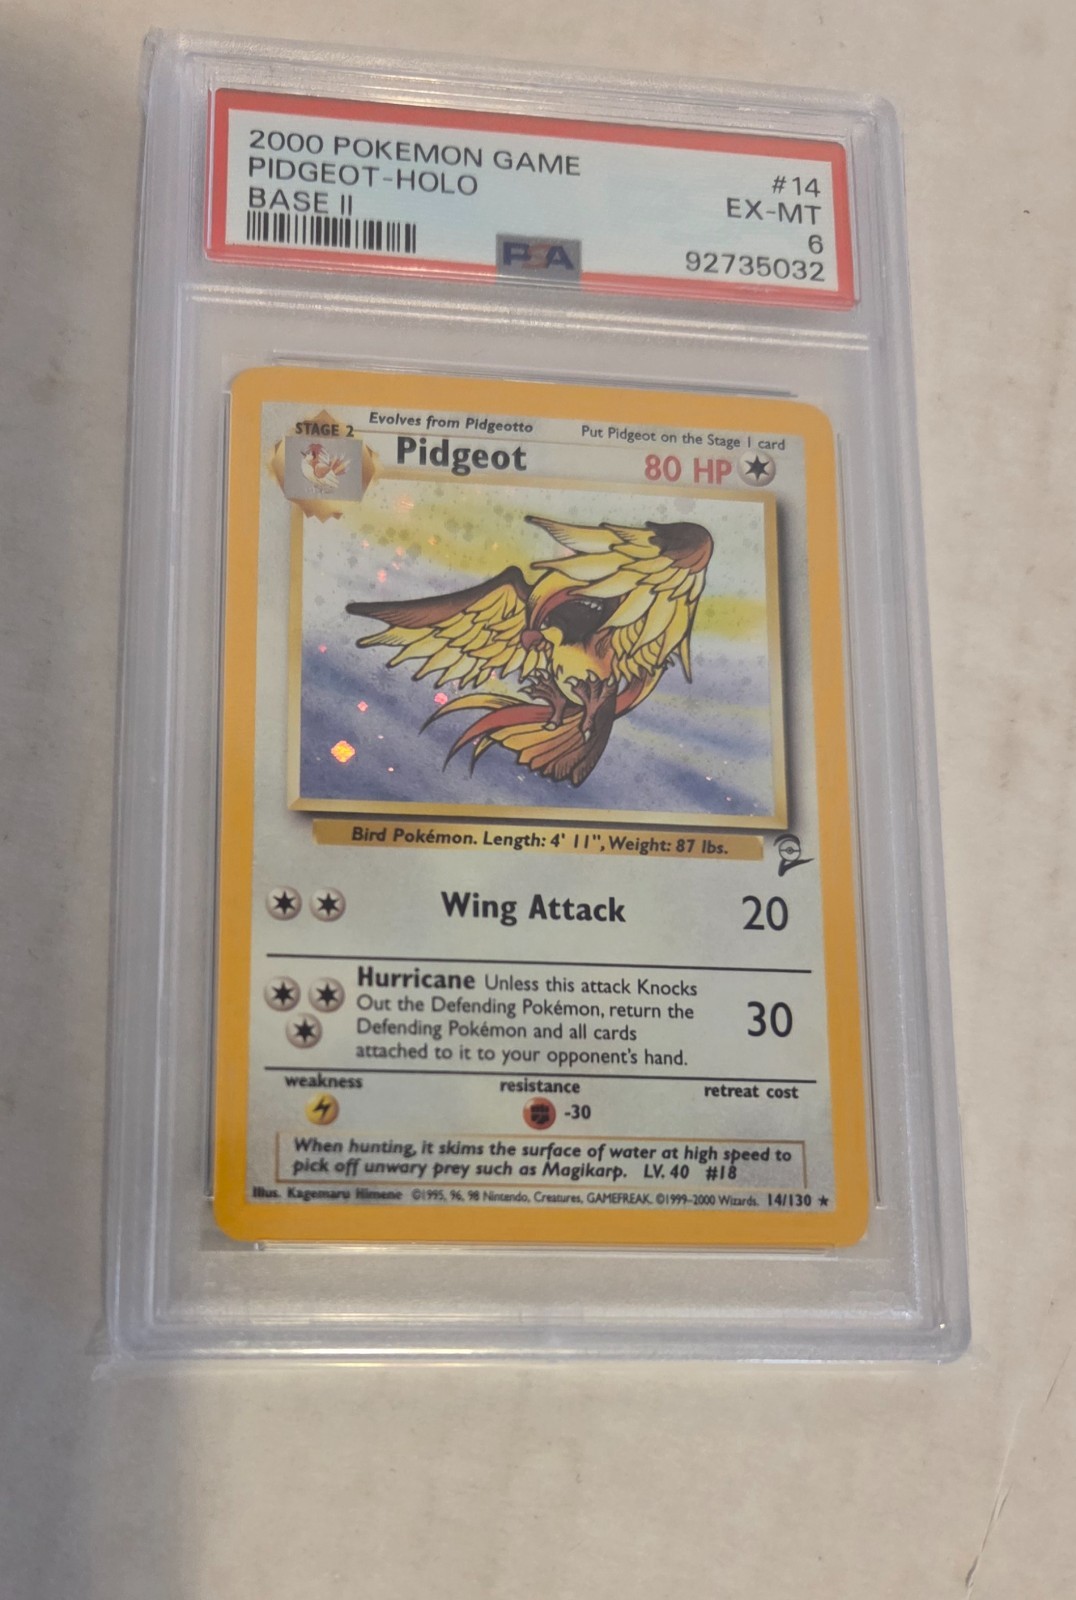 2000 POKEMON GAME
PIDGEOT-HOLO
BASE II
#14
EX-MT
6
92735032
PSA
STAGE 2
Evolves from Pidgeotto
Put Pidgeot on the Stage 1 card
Pidgeot
80 HP
Bird Pokémon. Length: 4' 11", Weight: 87 lbs.
Wing Attack
20
Hurricane Unless this attack Knocks
Out the Defending Pokémon, return the
Defending Pokémon and all cards
attached to it to your opponent's hand.
30
weakness
resistance
retreat cost
-30
When hunting, it skims the surface of water at high speed to
pick off unwary prey such as Magikarp. LV. 40 #18
Illus. Kagemaru Himeno ©1995, 96, 98 Nintendo, Creatures, GAMEFREAK. ©1999-2000 Wizards. 14/130 ★